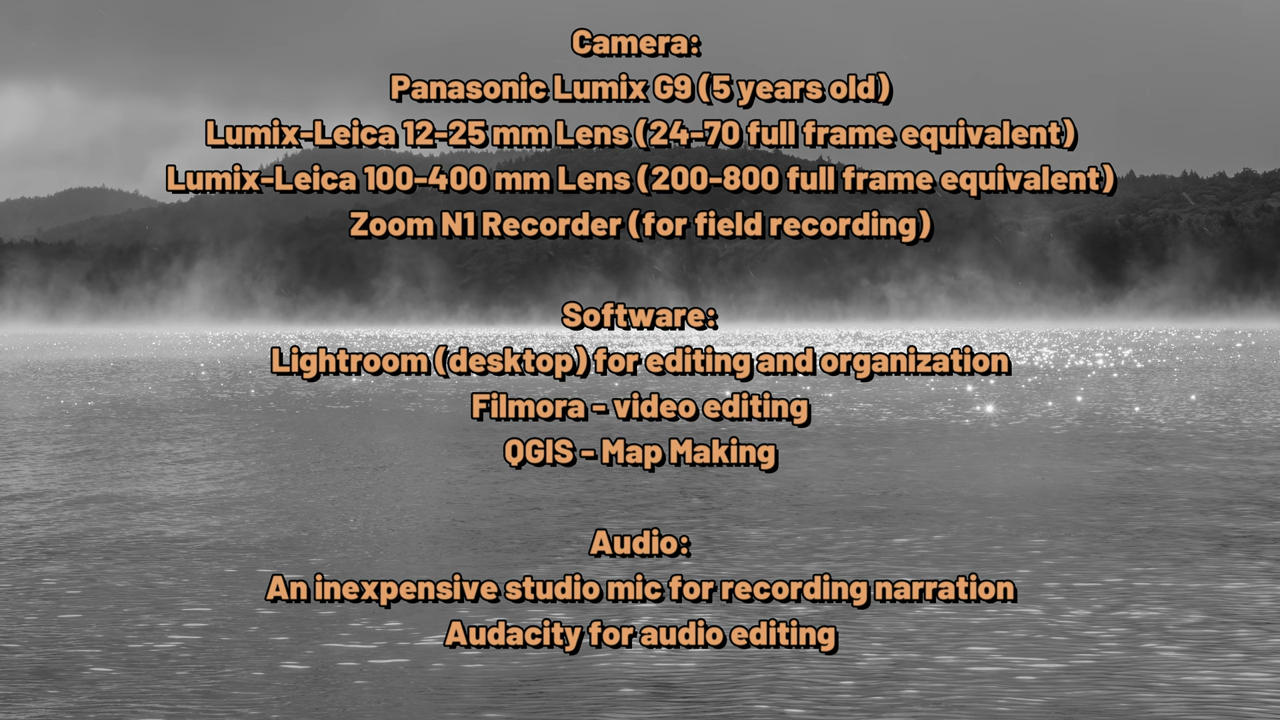 Camera:
Panasonic Lumix G9 (5 years old)
Lumix-Leica 12-25 mm Lens (24-70 full frame equivalent)
Lumix-Leica 100-400 mm Lens (200-800 full frame equivalent)
Zoom N1 Recorder (for field recording)
Software:
Lightroom (desktop) for editing and organization
Filmora - video editing
QGIS - Map Making
Audio:
An inexpensive studio mic for recording narration
Audacity for audio editing